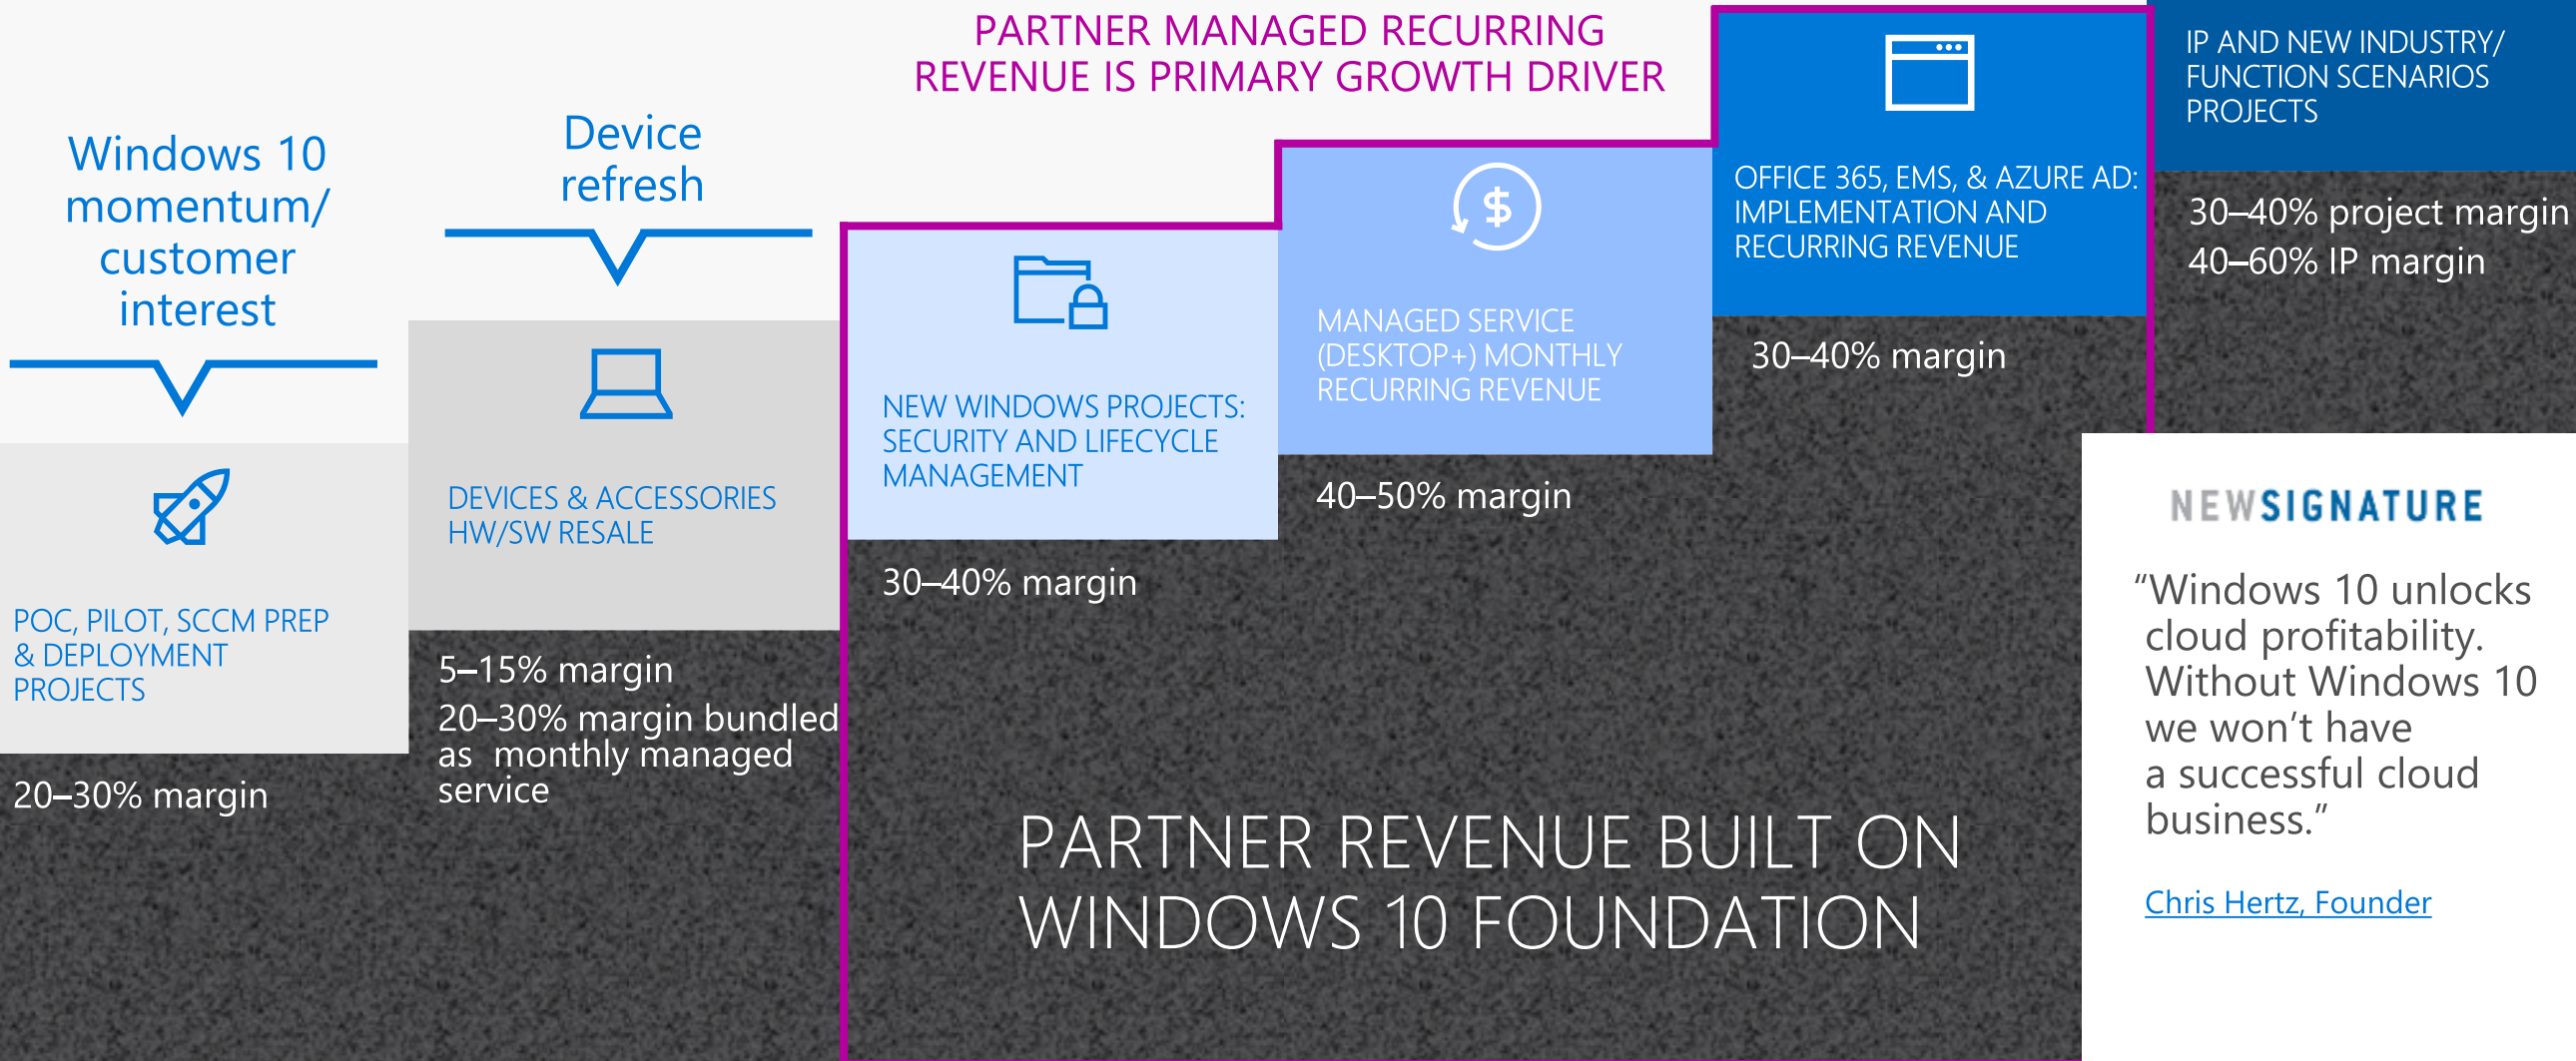 PARTNER MANAGED RECURRING
REVENUE IS PRIMARY GROWTH DRIVER
Windows 10
momentum/
customer
interest
POC, PILOT, SCCM PREP
& DEPLOYMENT
PROJECTS
20–30% margin
Device
refresh
DEVICES & ACCESSORIES
HW/SW RESALE
5–15% margin
20–30% margin bundled
as  monthly managed
service
NEW WINDOWS PROJECTS:
SECURITY AND LIFECYCLE
MANAGEMENT
30–40% margin
$
MANAGED SERVICE
(DESKTOP+) MONTHLY
RECURRING REVENUE
40–50% margin
OFFICE 365, EMS, & AZURE AD:
IMPLEMENTATION AND
RECURRING REVENUE
30–40% margin
IP AND NEW INDUSTRY/
FUNCTION SCENARIOS
PROJECTS
30–40% project margin
40–60% IP margin
PARTNER REVENUE BUILT ON
WINDOWS 10 FOUNDATION
NEWSIGNATURE
“Windows 10 unlocks
cloud profitability.
Without Windows 10
we won’t have
a successful cloud
business.”
Chris Hertz, Founder